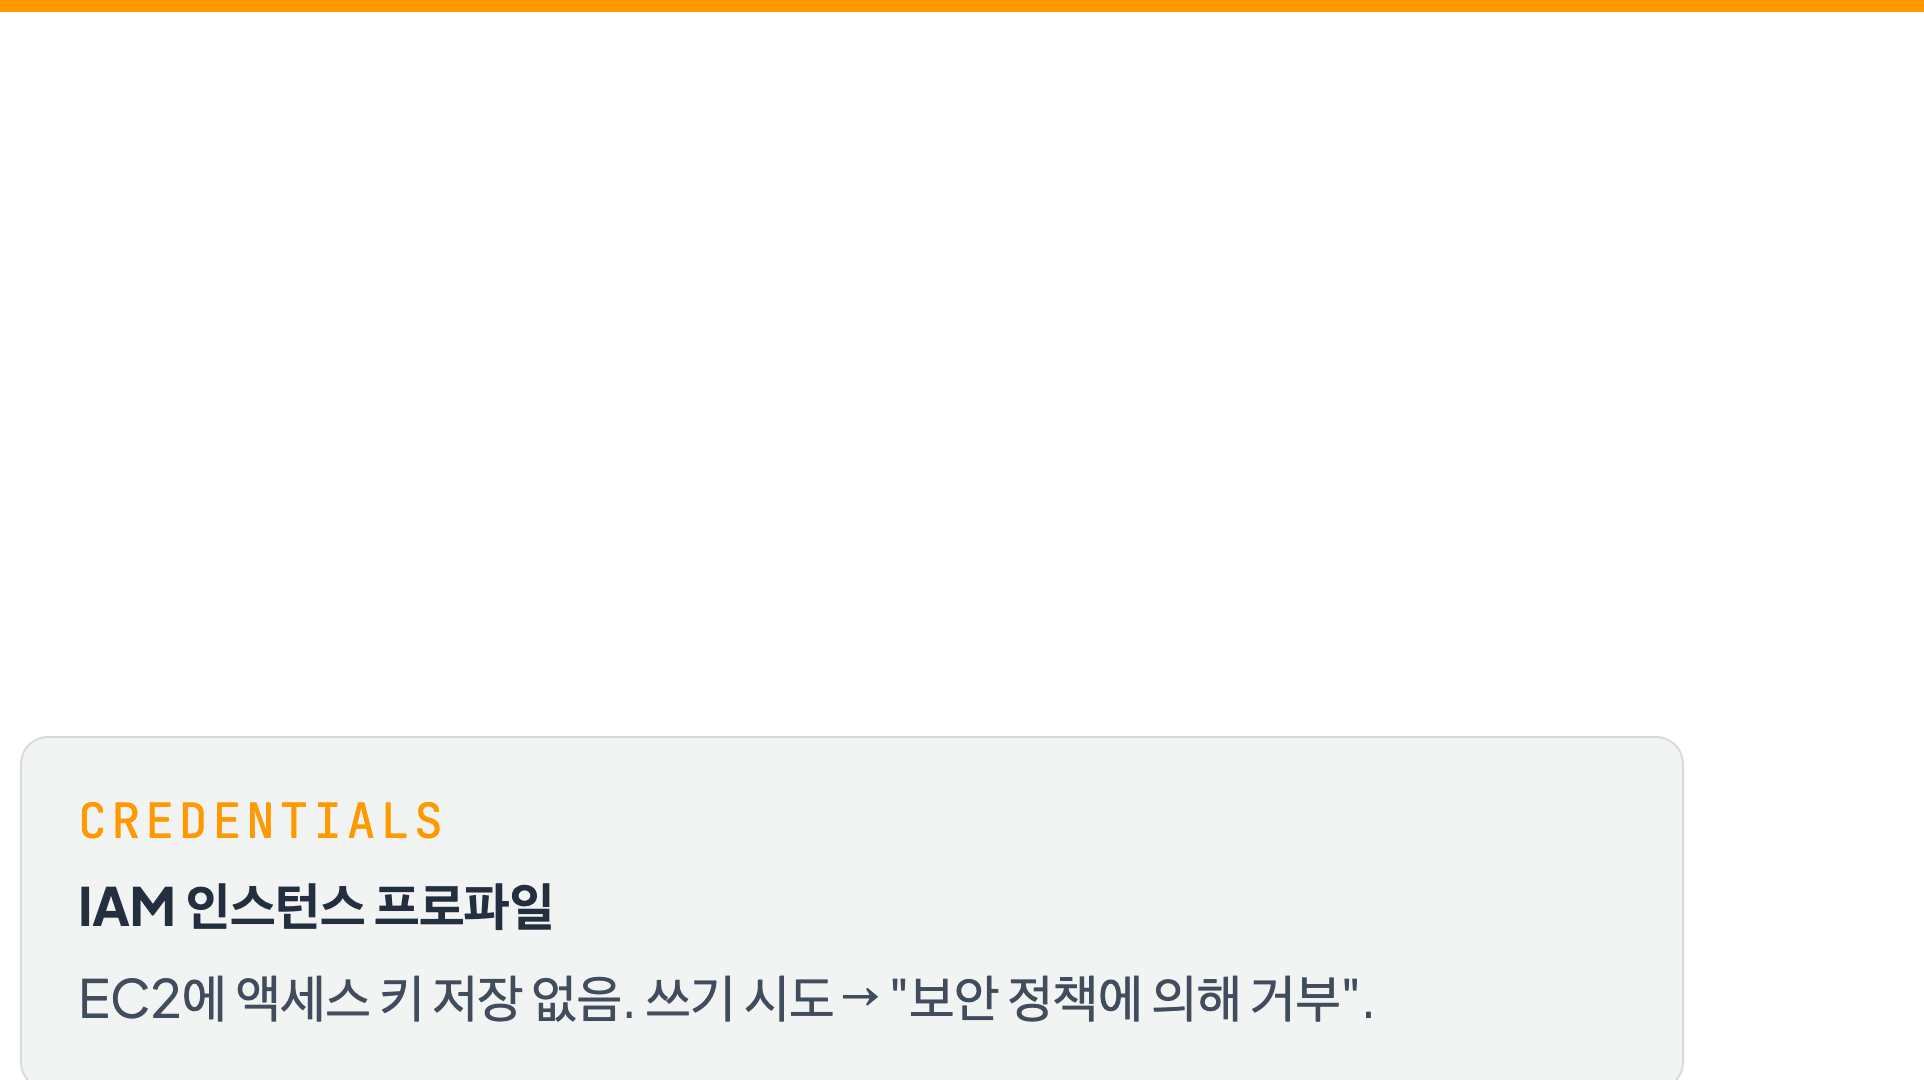 CREDENTIALS
IAM 인스턴스 프로파일
EC2에 액세스 키 저장 없음. 쓰기 시도 → "보안 정책에 의해 거부".